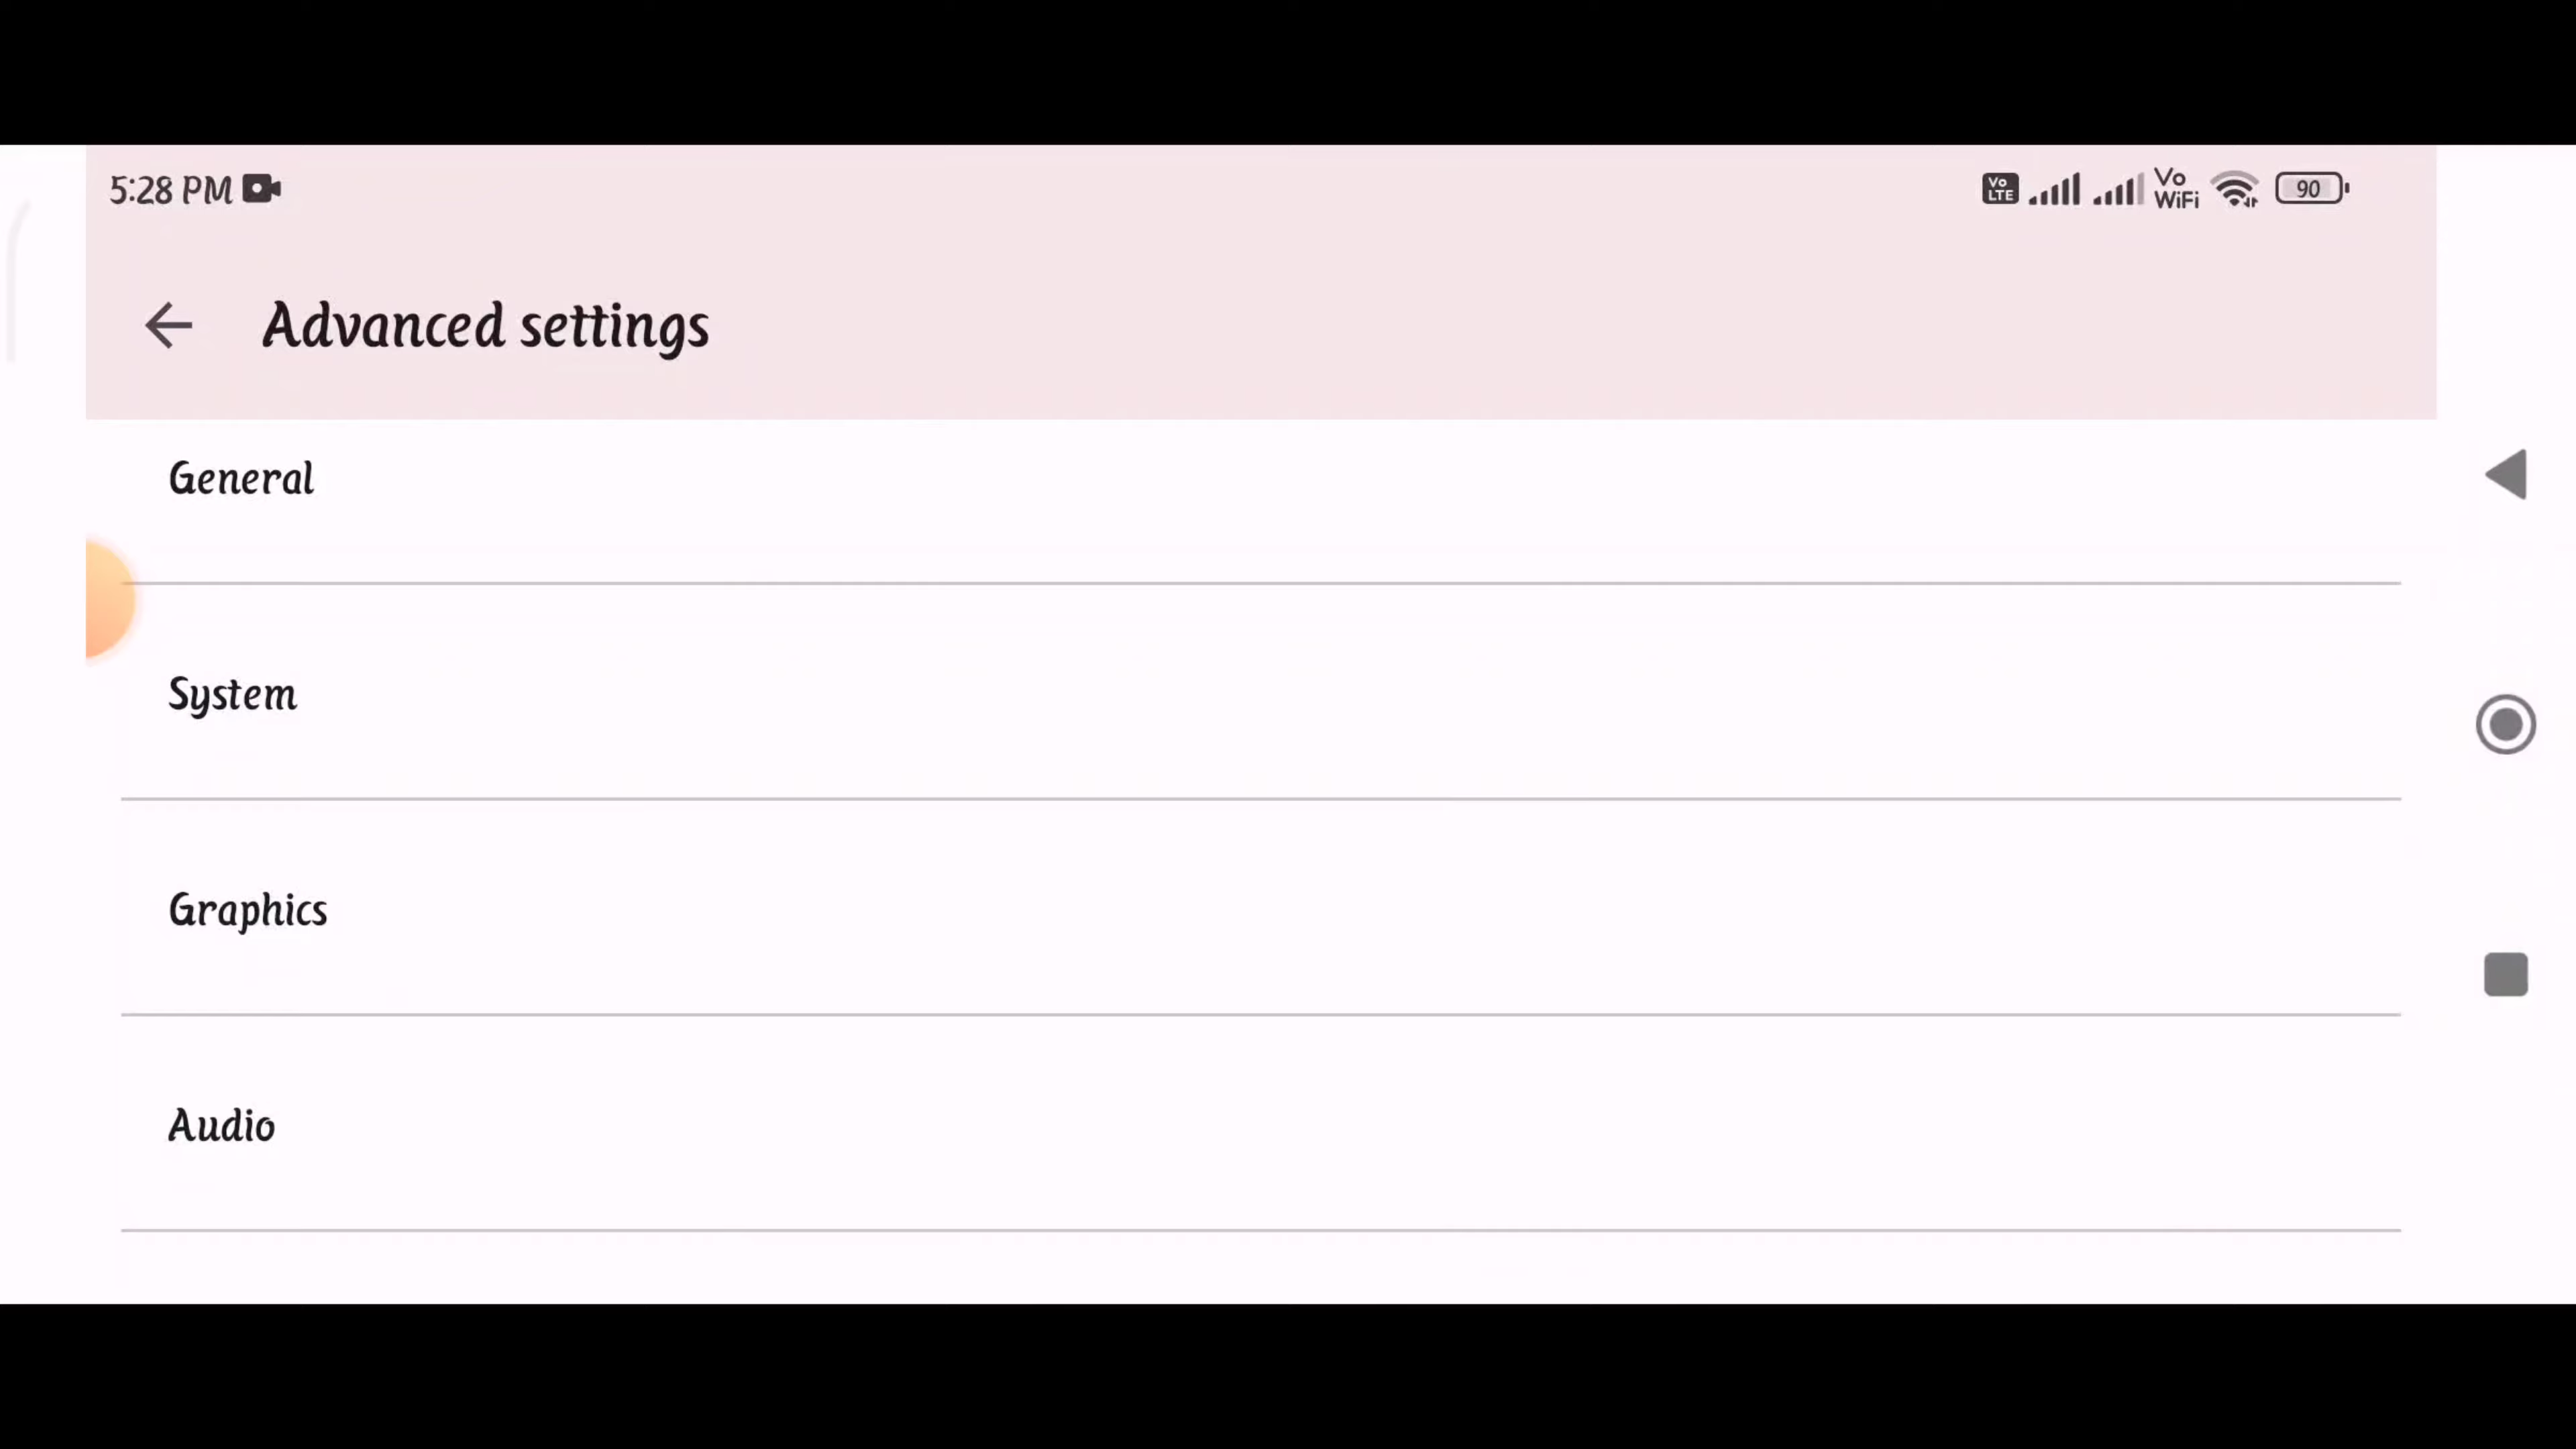 5:28 PM
Vo LTE
Vo WiFi
90
Advanced settings
General
System
Graphics
Audio